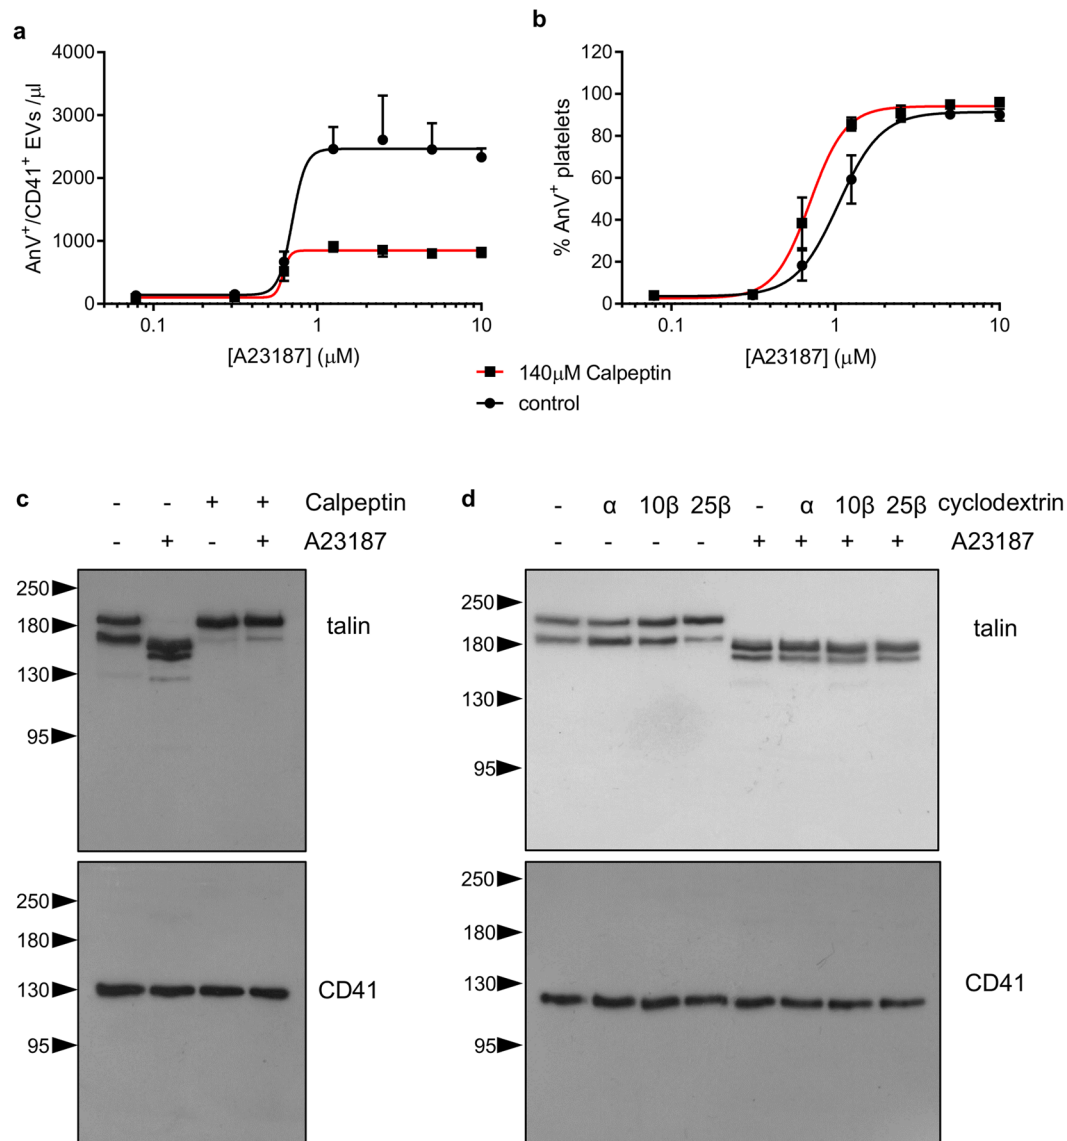 a
AnV⁺/CD41⁺ EVs /μl
4000
3000
2000
1000
0
0.1 1 10
[A23187] (μM)
b
% AnV⁺ platelets
120
100
80
60
40
20
0
0.1 1 10
[A23187] (μM)
140μM Calpeptin
control
c
- - + + Calpeptin
- + - + A23187
250
180
130
95
talin
250
180
130
95
CD41
d
- α 10β 25β - α 10β 25β cyclodextrin
- - - - + + + + A23187
250
180
130
95
talin
250
180
130
95
CD41